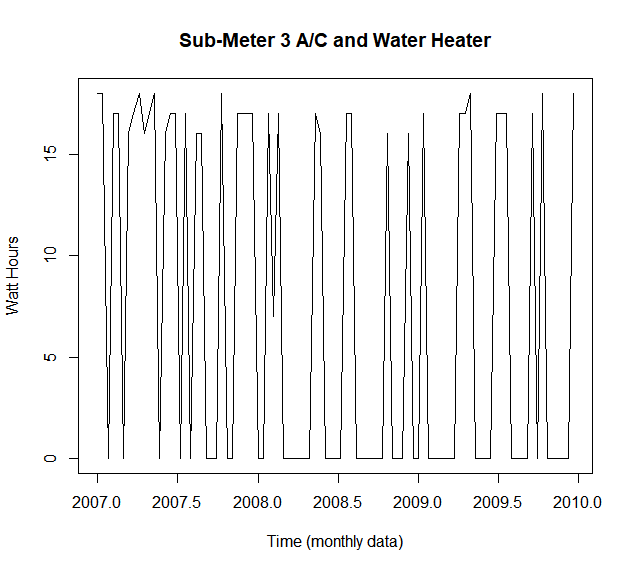 Sub-Meter 3 A/C and Water Heater
Watt Hours
15
10
5
0
2007.0 2007.5 2008.0 2008.5 2009.0 2009.5 2010.0
Time (monthly data)